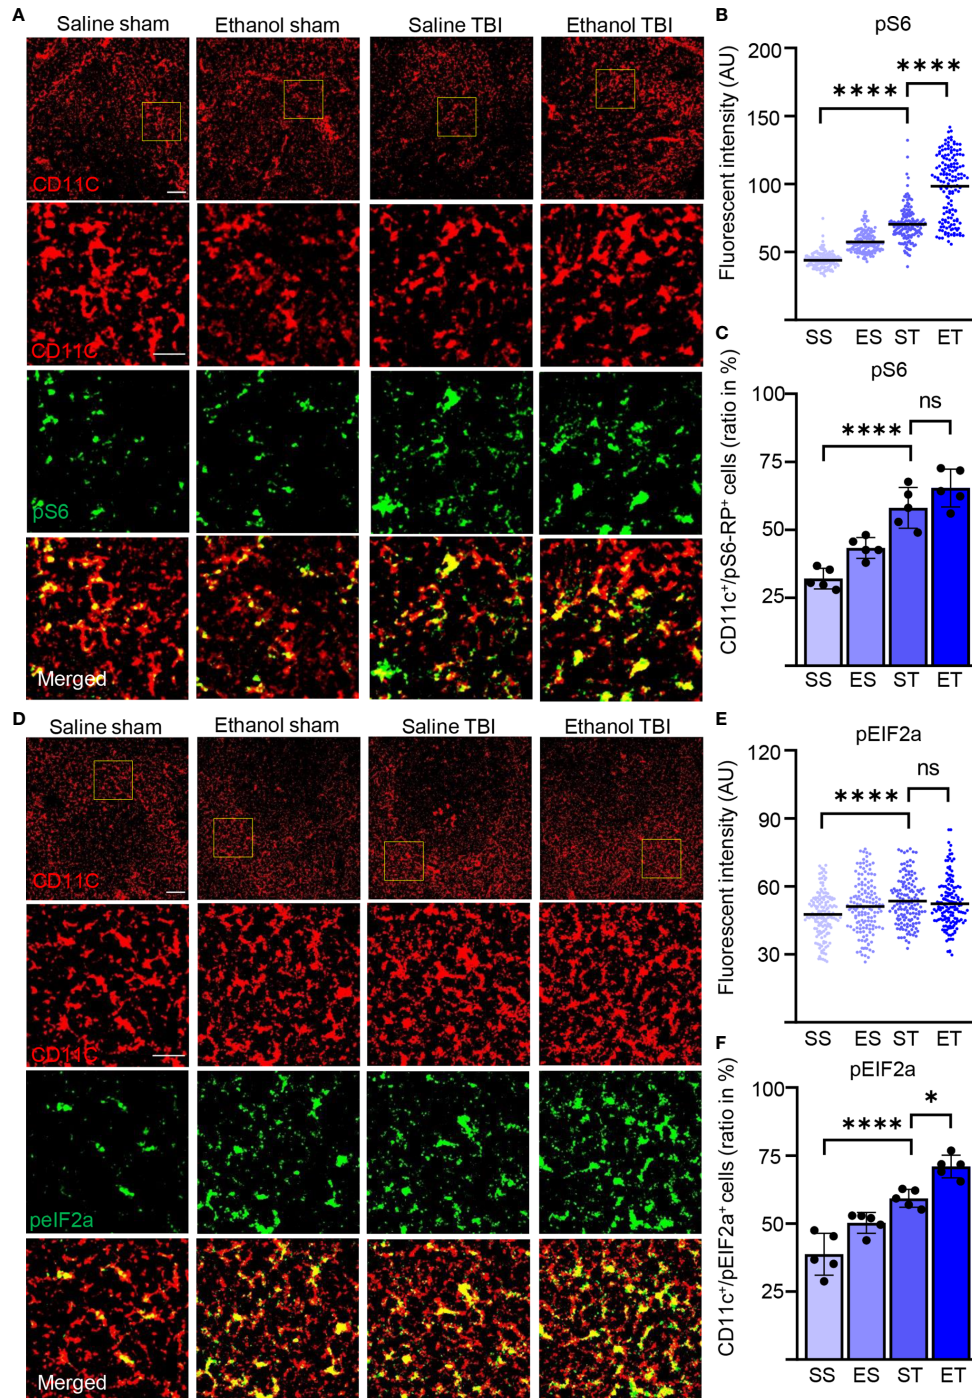 A
Saline sham
Ethanol sham
Saline TBI
Ethanol TBI
CD11C
CD11C
pS6
Merged
B
pS6
Fluorescent intensity (AU)
200
150
100
50
****
****
SS
ES
ST
ET
C
pS6
CD11c⁺/pS6-RP⁺ cells (ratio in %)
100
75
50
25
****
ns
SS
ES
ST
ET
D
Saline sham
Ethanol sham
Saline TBI
Ethanol TBI
CD11C
CD11C
peIF2a
Merged
E
pEIF2a
Fluorescent intensity (AU)
120
90
60
30
****
ns
SS
ES
ST
ET
F
pEIF2a
CD11c⁺/pEIF2a⁺ cells (ratio in %)
100
75
50
25
****
*
SS
ES
ST
ET